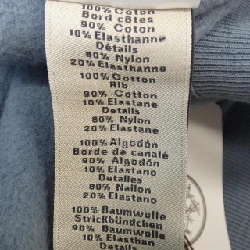 100% Coton
Bord côtes
90% Coton
10% Elasthanne
Détails
80% Nylon
20% Elasthanne
100% Cotton
Rib
90% Cotton
10% Elastane
Details
80% Nylon
20% Elastane
100% Algodón
Borde de canalé
90% Algodón
10% Elastano
Detalles
80% Nailon
20% Elastano
100% Baumwolle
Strickbündchen
90% Baumwolle
10% Elasthan
Details